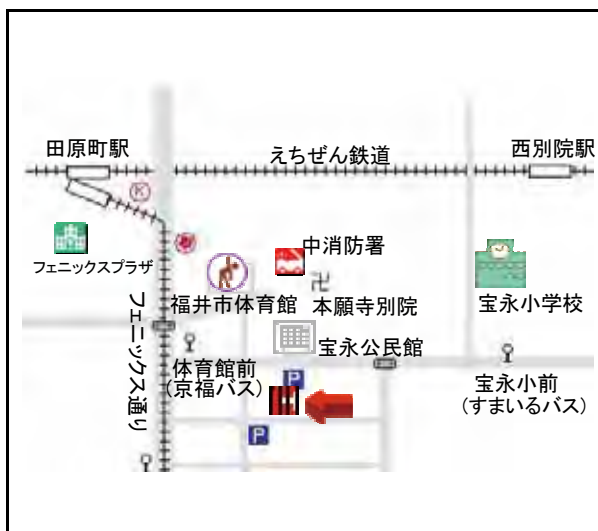 田原町駅
えちぜん鉄道
西別院駅
K
フェニックスプラザ
中消防署
卍
福井市体育館
本願寺別院
宝永小学校
フェニックス通り
宝永公民館
体育館前
(京福バス)
P
宝永小前
(すまいるバス)
P